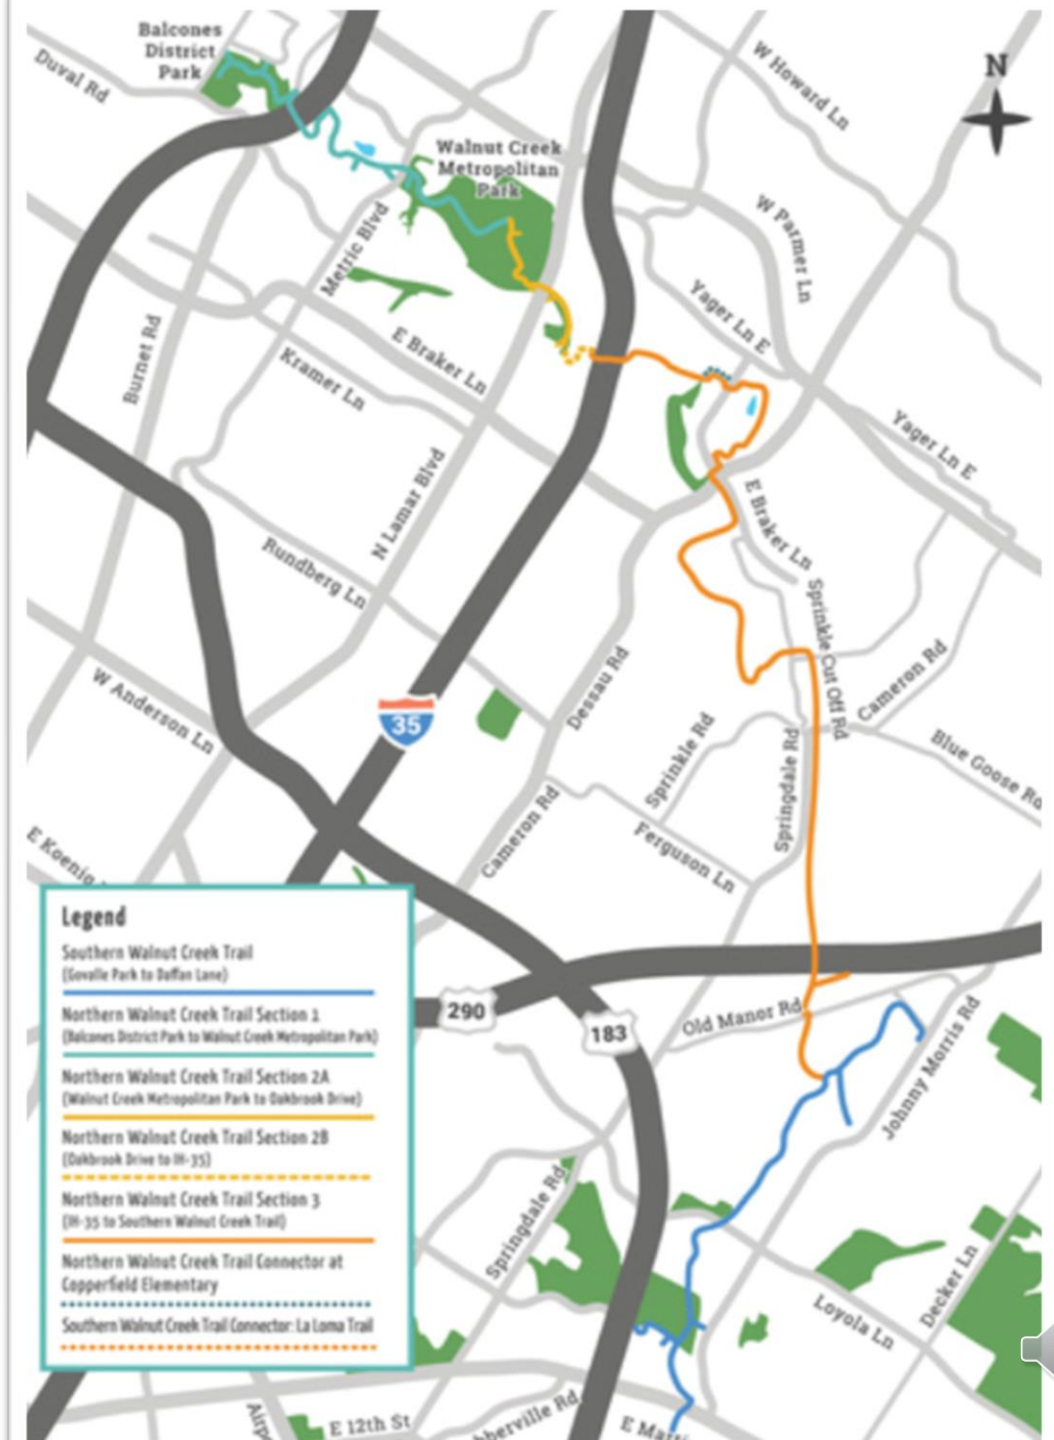 Balcones
District
Park
Duval Rd
Walnut Creek
Metropolitan
Park
W Howard Ln
N
W Parmer Ln
Metric Blvd
Yager Ln E
Burnet Rd
E Braker Ln
Kramer Ln
Yager Ln E
N Lamar Blvd
E Braker Ln
Rundberg Ln
Sprinkle Cut Off Rd
W Anderson Ln
35
Dessau Rd
Cameron Rd
Sprinkle Rd
Springdale Rd
Blue Goose Rd
Cameron Rd
Ferguson Ln
E Koenig
290
183
Old Manor Rd
Johnny Morris Rd
Springdale Rd
Decker Ln
Loyola Ln
Airp
E 12th St
bberville Rd
E Mart
Legend
Southern Walnut Creek Trail
(Govalle Park to Daffan Lane)
Northern Walnut Creek Trail Section 1
(Balcones District Park to Walnut Creek Metropolitan Park)
Northern Walnut Creek Trail Section 2A
(Walnut Creek Metropolitan Park to Oakbrook Drive)
Northern Walnut Creek Trail Section 2B
(Oakbrook Drive to IH-35)
Northern Walnut Creek Trail Section 3
(IH-35 to Southern Walnut Creek Trail)
Northern Walnut Creek Trail Connector at
Copperfield Elementary
Southern Walnut Creek Trail Connector: La Loma Trail